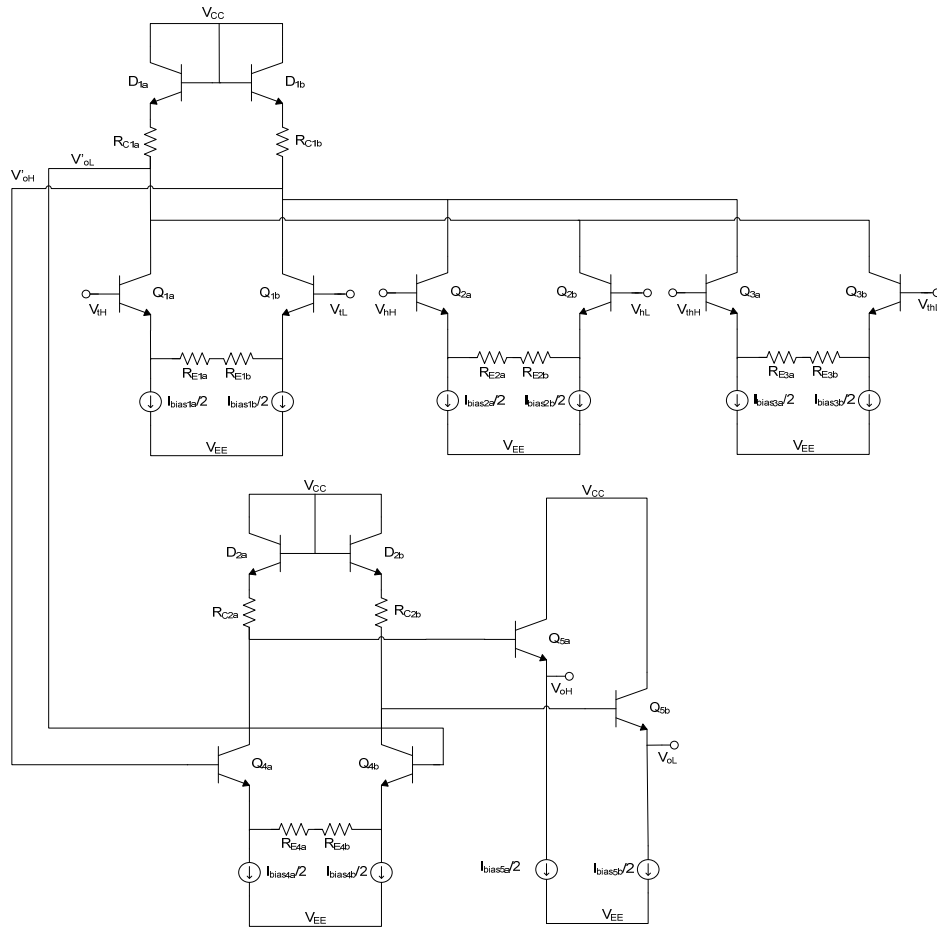 VCC
D1a
D1b
RC1a
RC1b
V'oL
V'oH
Q1a
Q1b
Q2a
Q2b
Q3a
Q3b
VtH
VtL
VhH
VhL
VthH
VthL
RE1a
RE1b
RE2a
RE2b
RE3a
RE3b
Ibias1a/2
Ibias1b/2
Ibias2a/2
Ibias2b/2
Ibias3a/2
Ibias3b/2
VEE
VEE
VEE
VCC
VCC
D2a
D2b
RC2a
RC2b
Q5a
VoH
Q5b
VoL
Q4a
Q4b
RE4a
RE4b
Ibias4a/2
Ibias4b/2
Ibias5a/2
Ibias5b/2
VEE
VEE